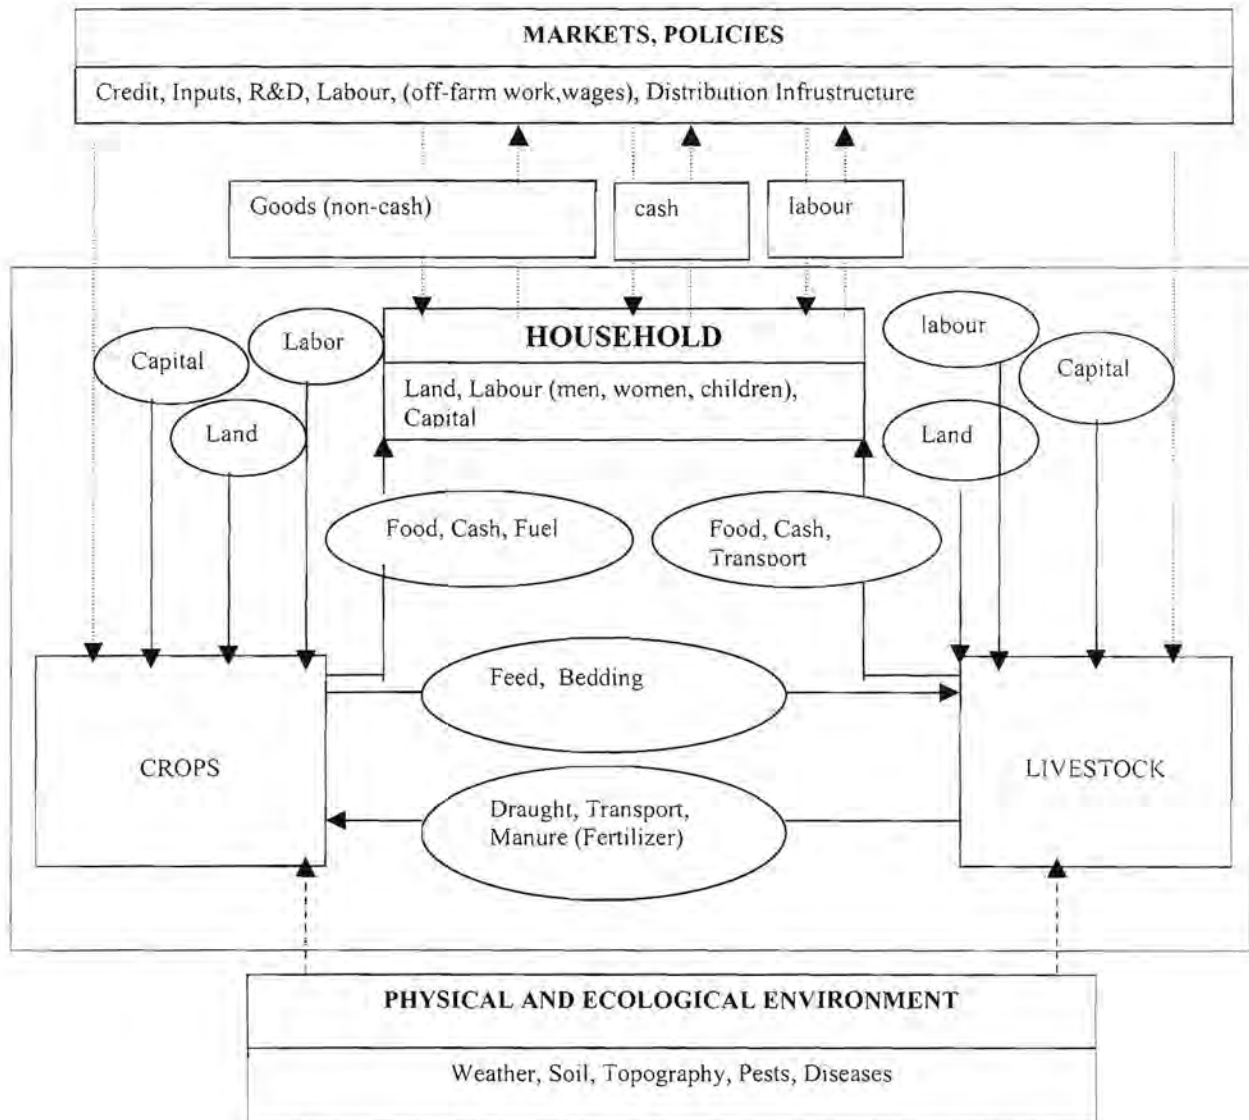 MARKETS, POLICIES
Credit, Inputs, R&D, Labour, (off-farm work,wages), Distribution Infrustructure
Goods (non-cash)
cash
labour
Capital
Labor
Land
HOUSEHOLD
Land, Labour (men, women, children),
Capital
labour
Capital
Land
Food, Cash, Fuel
Food, Cash,
Transport
Feed, Bedding
CROPS
LIVESTOCK
Draught, Transport,
Manure (Fertilizer)
PHYSICAL AND ECOLOGICAL ENVIRONMENT
Weather, Soil, Topography, Pests, Diseases